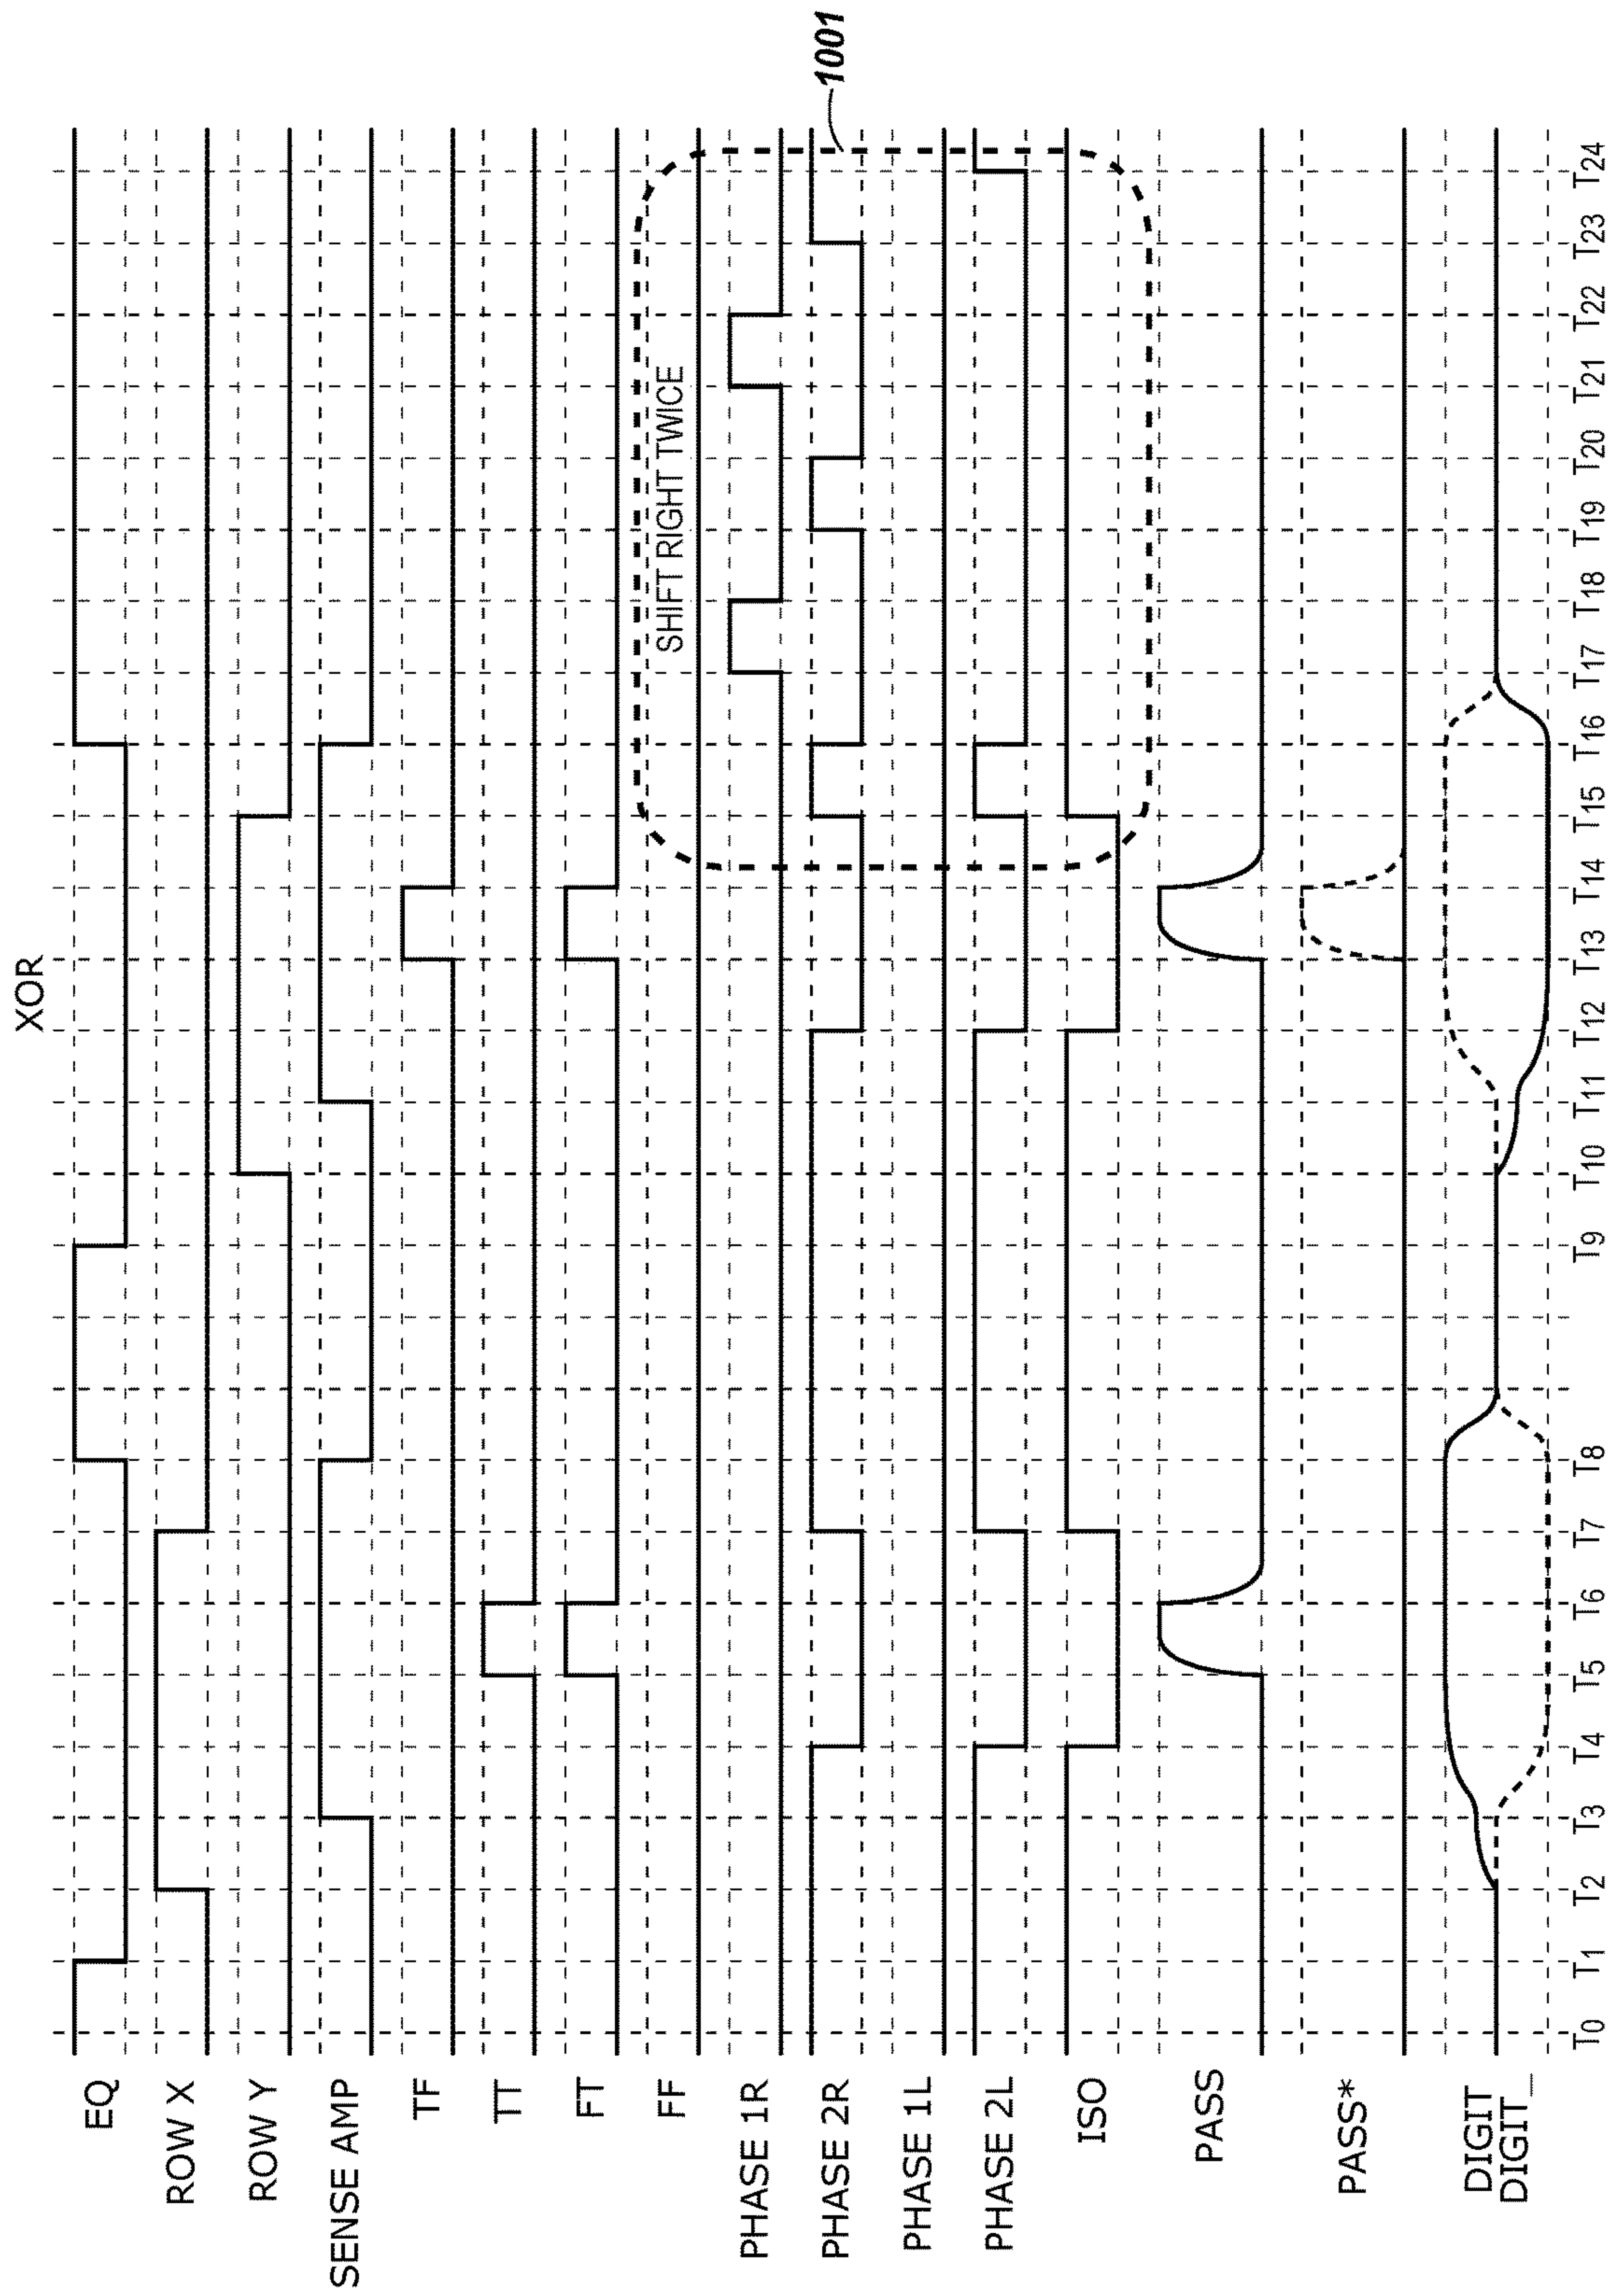 XOR
EQ
ROW X
ROW Y
SENSE AMP
TF
TT
FT
FF
PHASE 1R
PHASE 2R
PHASE 1L
PHASE 2L
ISO
PASS
PASS*
DIGIT
DIGIT_
SHIFT RIGHT TWICE
1001
T0 T1 T2 T3 T4 T5 T6 T7 T8 T9 T10 T11 T12 T13 T14 T15 T16 T17 T18 T19 T20 T21 T22 T23 T24